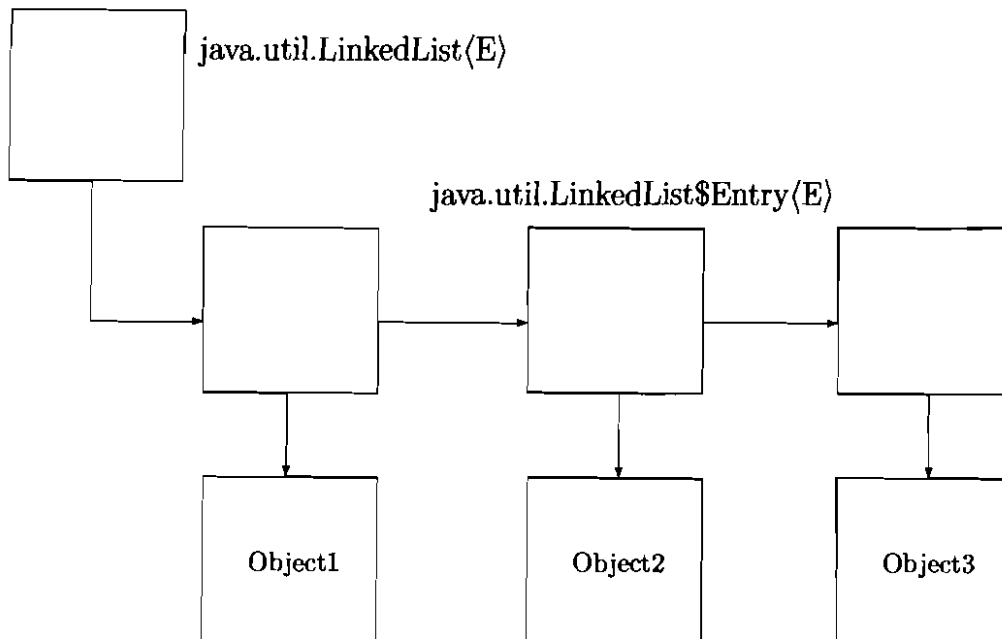 java.util.LinkedList⟨E⟩
java.util.LinkedList$Entry⟨E⟩
Object1
Object2
Object3